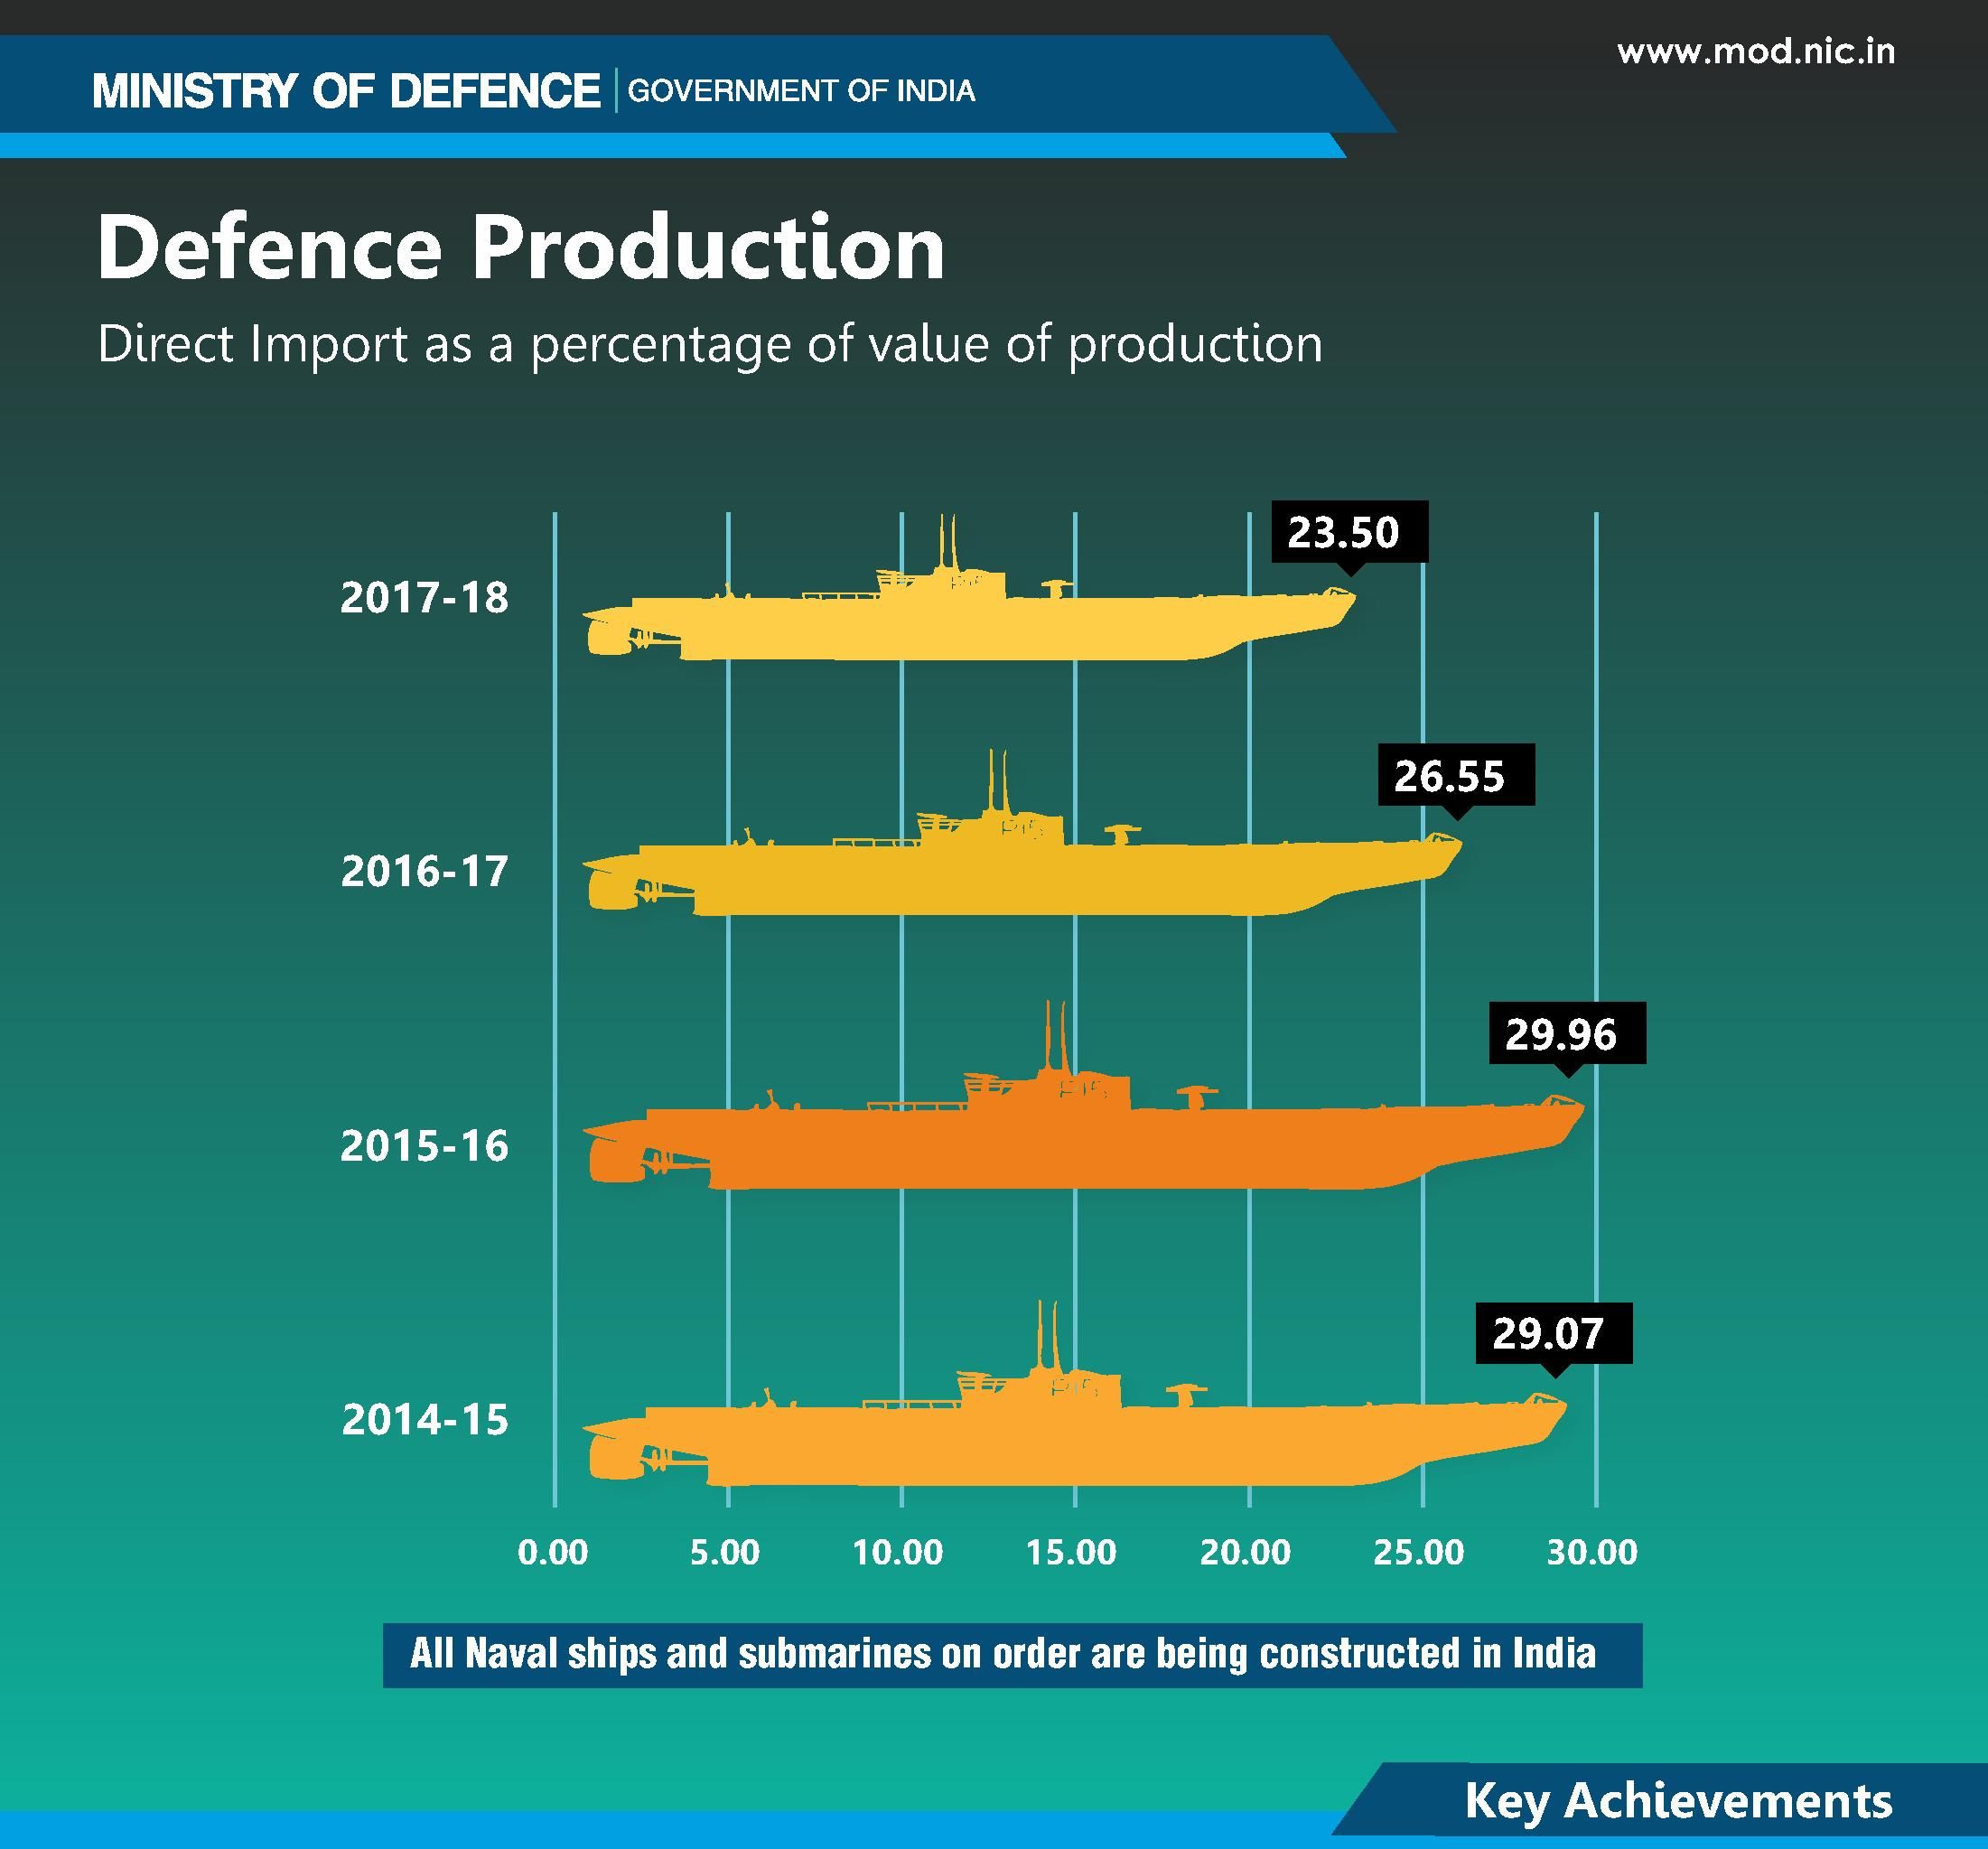 www.mod.nic.in
MINISTRY OF DEFENCE GOVERNMENT OF INDIA
Defence Production
Direct Import as a percentage of value of production
23.50
2017-18
26.55
2016-17
29.96
2015-16
29.07
2014-15
0.00 5.00 10.00 15.00 20.00 25.00 30.00
All Naval ships and submarines on order are being constructed in India
Key Achievements